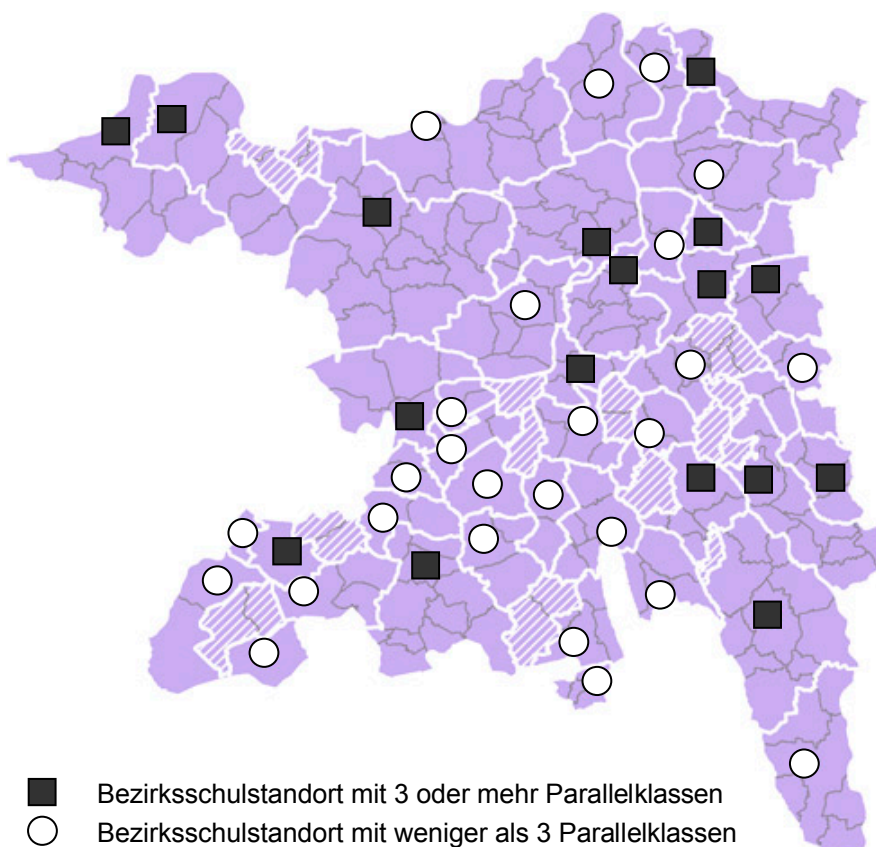 Bezirksschulstandort mit 3 oder mehr Parallelklassen
Bezirksschulstandort mit weniger als 3 Parallelklassen